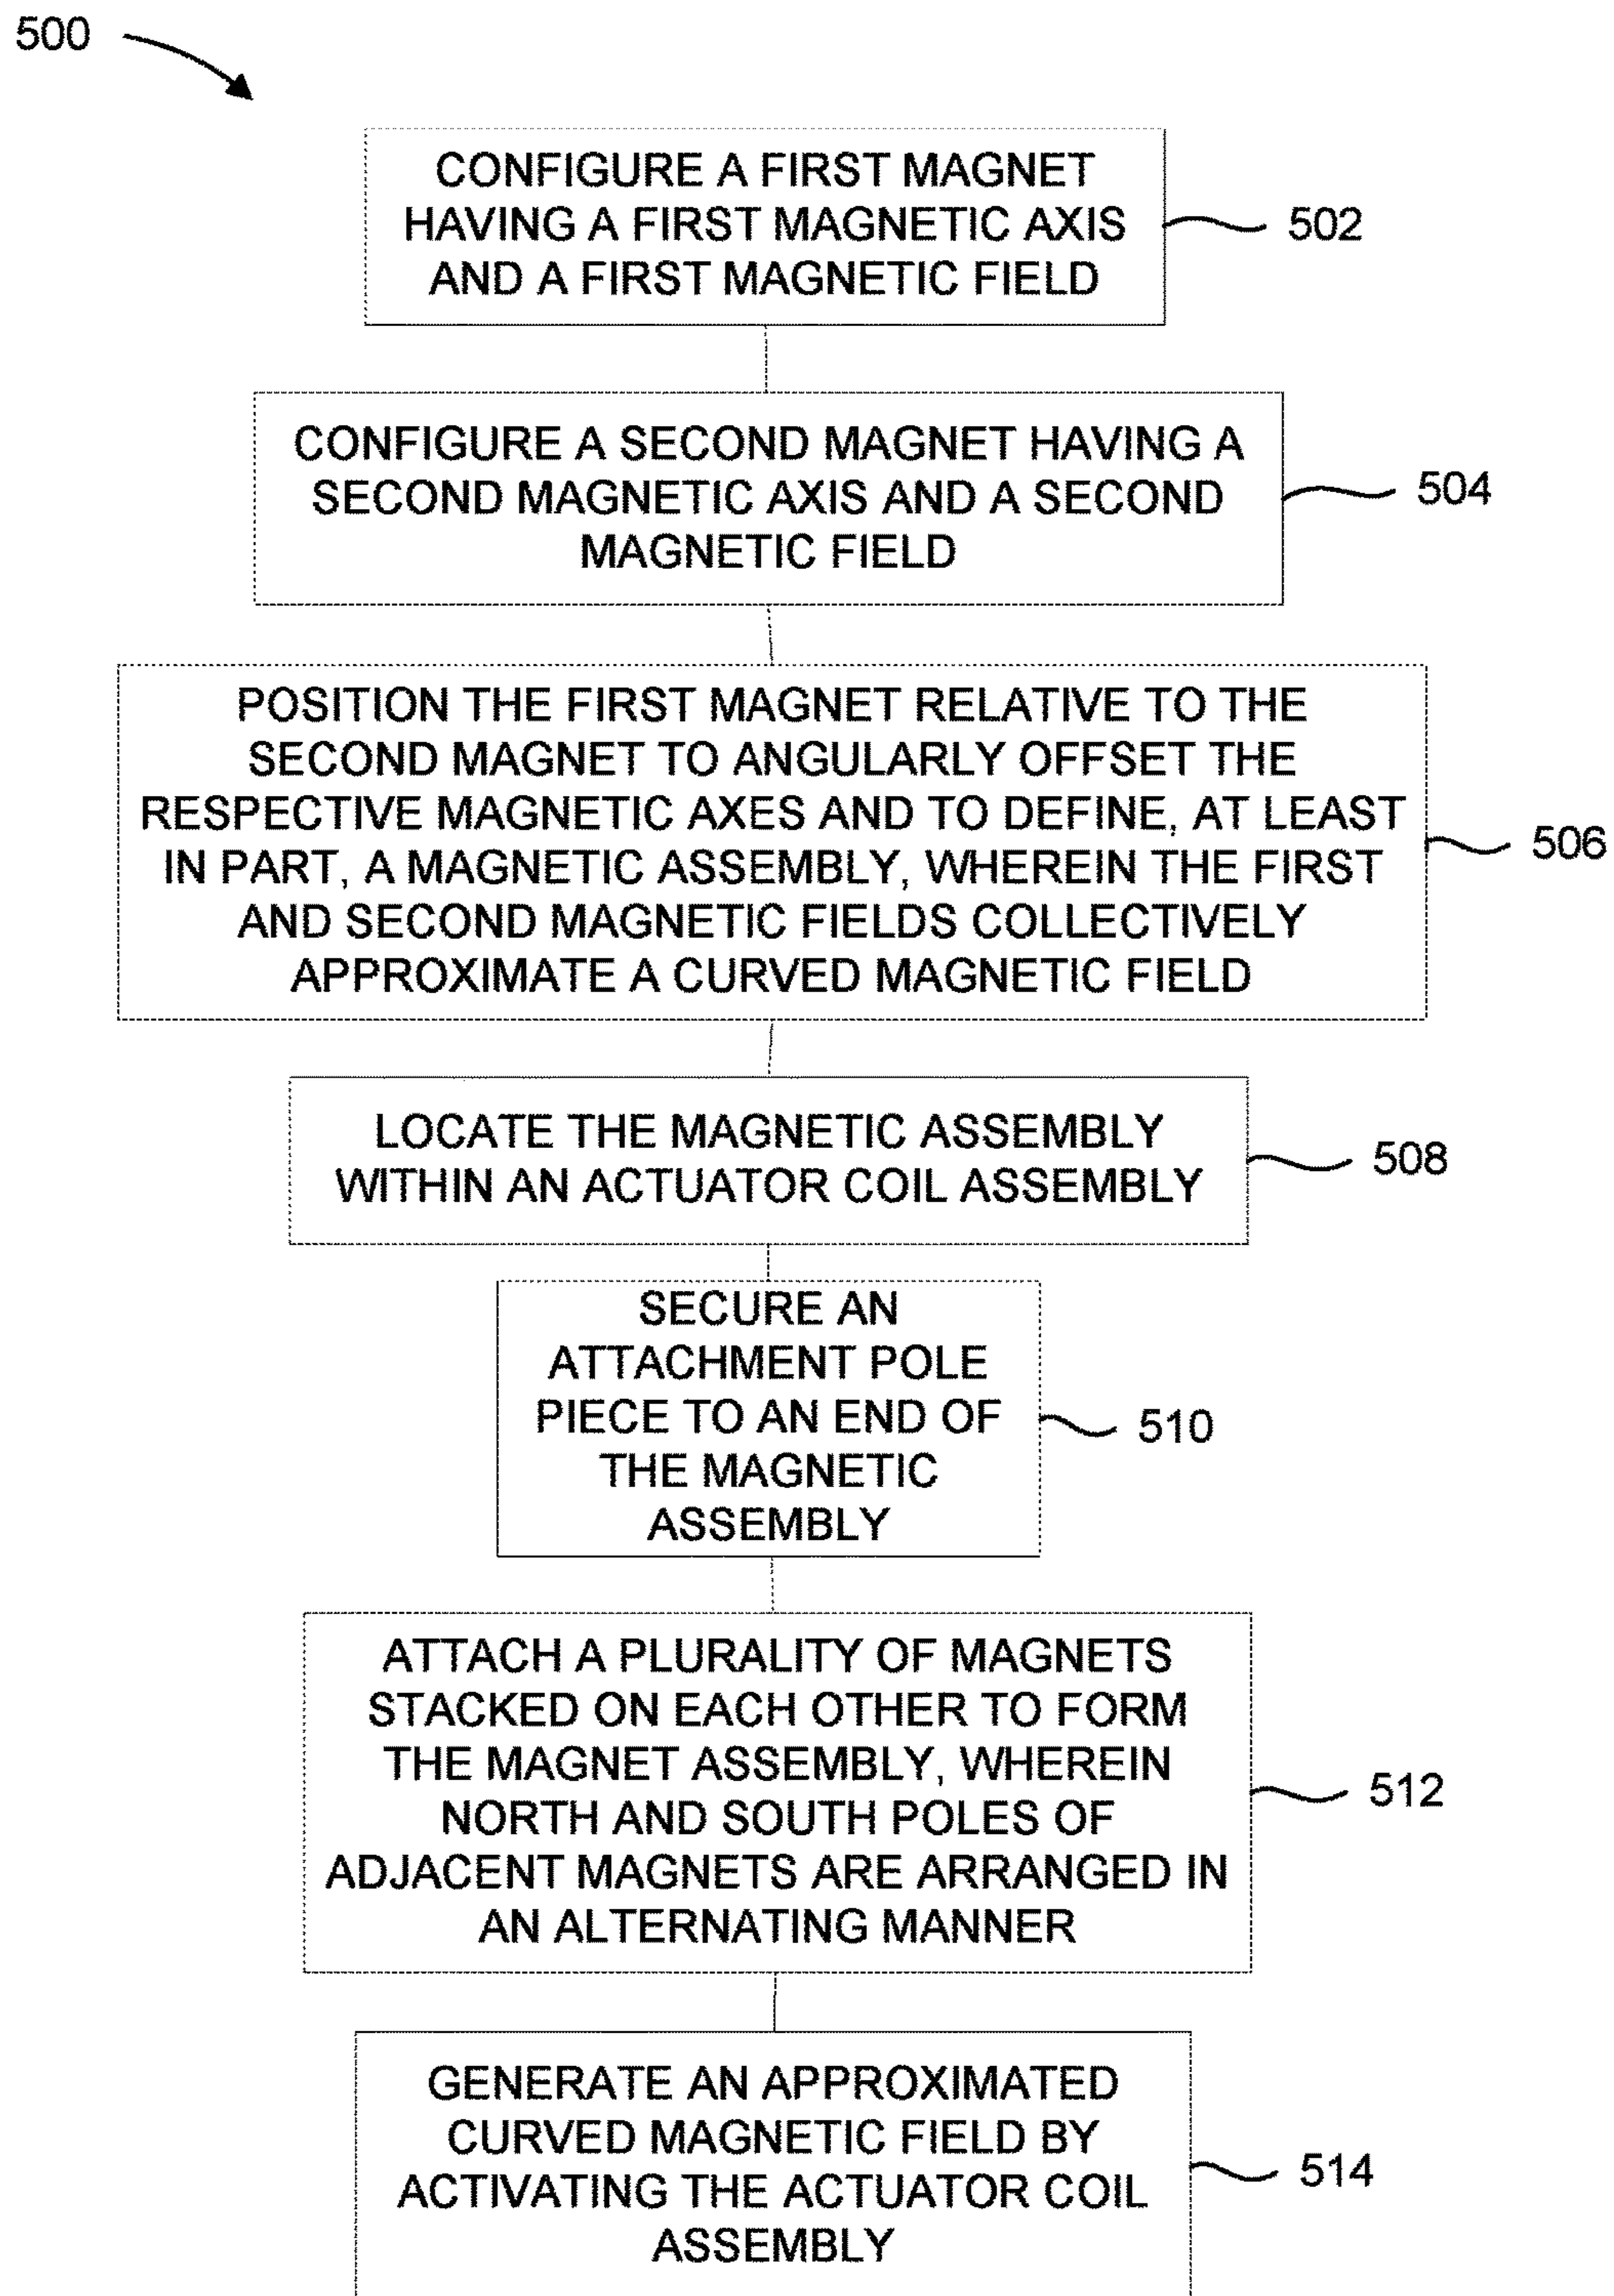 500
CONFIGURE A FIRST MAGNET
HAVING A FIRST MAGNETIC AXIS
AND A FIRST MAGNETIC FIELD
502
CONFIGURE A SECOND MAGNET HAVING A
SECOND MAGNETIC AXIS AND A SECOND
MAGNETIC FIELD
504
POSITION THE FIRST MAGNET RELATIVE TO THE
SECOND MAGNET TO ANGULARLY OFFSET THE
RESPECTIVE MAGNETIC AXES AND TO DEFINE, AT LEAST
IN PART, A MAGNETIC ASSEMBLY, WHEREIN THE FIRST
AND SECOND MAGNETIC FIELDS COLLECTIVELY
APPROXIMATE A CURVED MAGNETIC FIELD
506
LOCATE THE MAGNETIC ASSEMBLY
WITHIN AN ACTUATOR COIL ASSEMBLY
508
SECURE AN
ATTACHMENT POLE
PIECE TO AN END OF
THE MAGNETIC
ASSEMBLY
510
ATTACH A PLURALITY OF MAGNETS
STACKED ON EACH OTHER TO FORM
THE MAGNET ASSEMBLY, WHEREIN
NORTH AND SOUTH POLES OF
ADJACENT MAGNETS ARE ARRANGED IN
AN ALTERNATING MANNER
512
GENERATE AN APPROXIMATED
CURVED MAGNETIC FIELD BY
ACTIVATING THE ACTUATOR COIL
ASSEMBLY
514